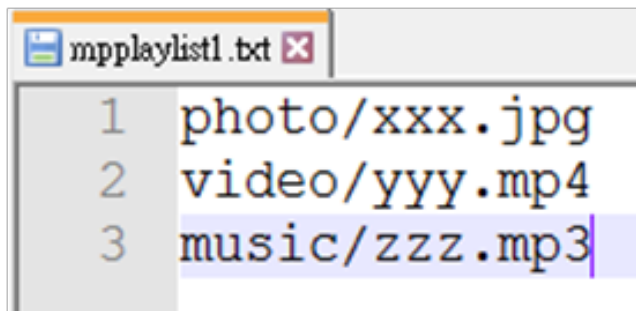 mpplaylist1.txt
1 photo/xxx.jpg
2 video/yyy.mp4
3 music/zzz.mp3